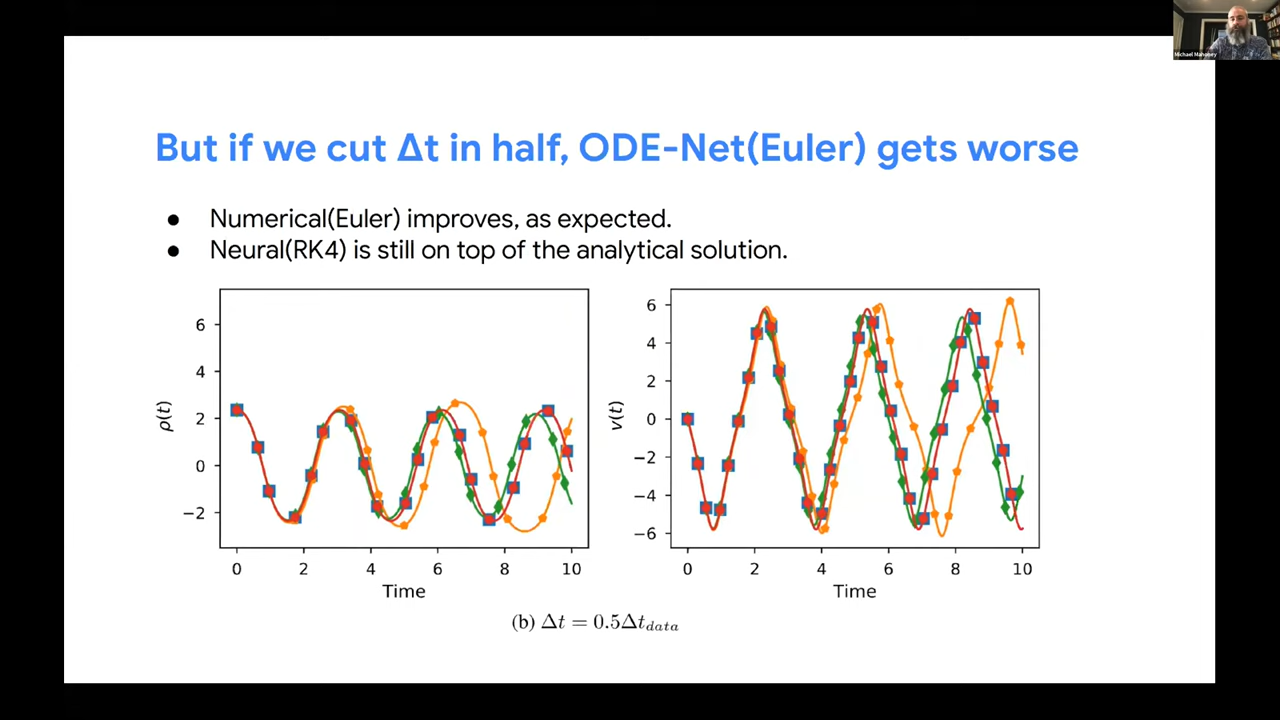 Michael Mahoney
But if we cut Δt in half, ODE-Net(Euler) gets worse
● Numerical(Euler) improves, as expected.
● Neural(RK4) is still on top of the analytical solution.
6
4
2
0
−2
ρ(t)
0 2 4 6 8 10
Time
6
4
2
0
−2
−4
−6
v(t)
0 2 4 6 8 10
Time
(b) Δt = 0.5Δt_data